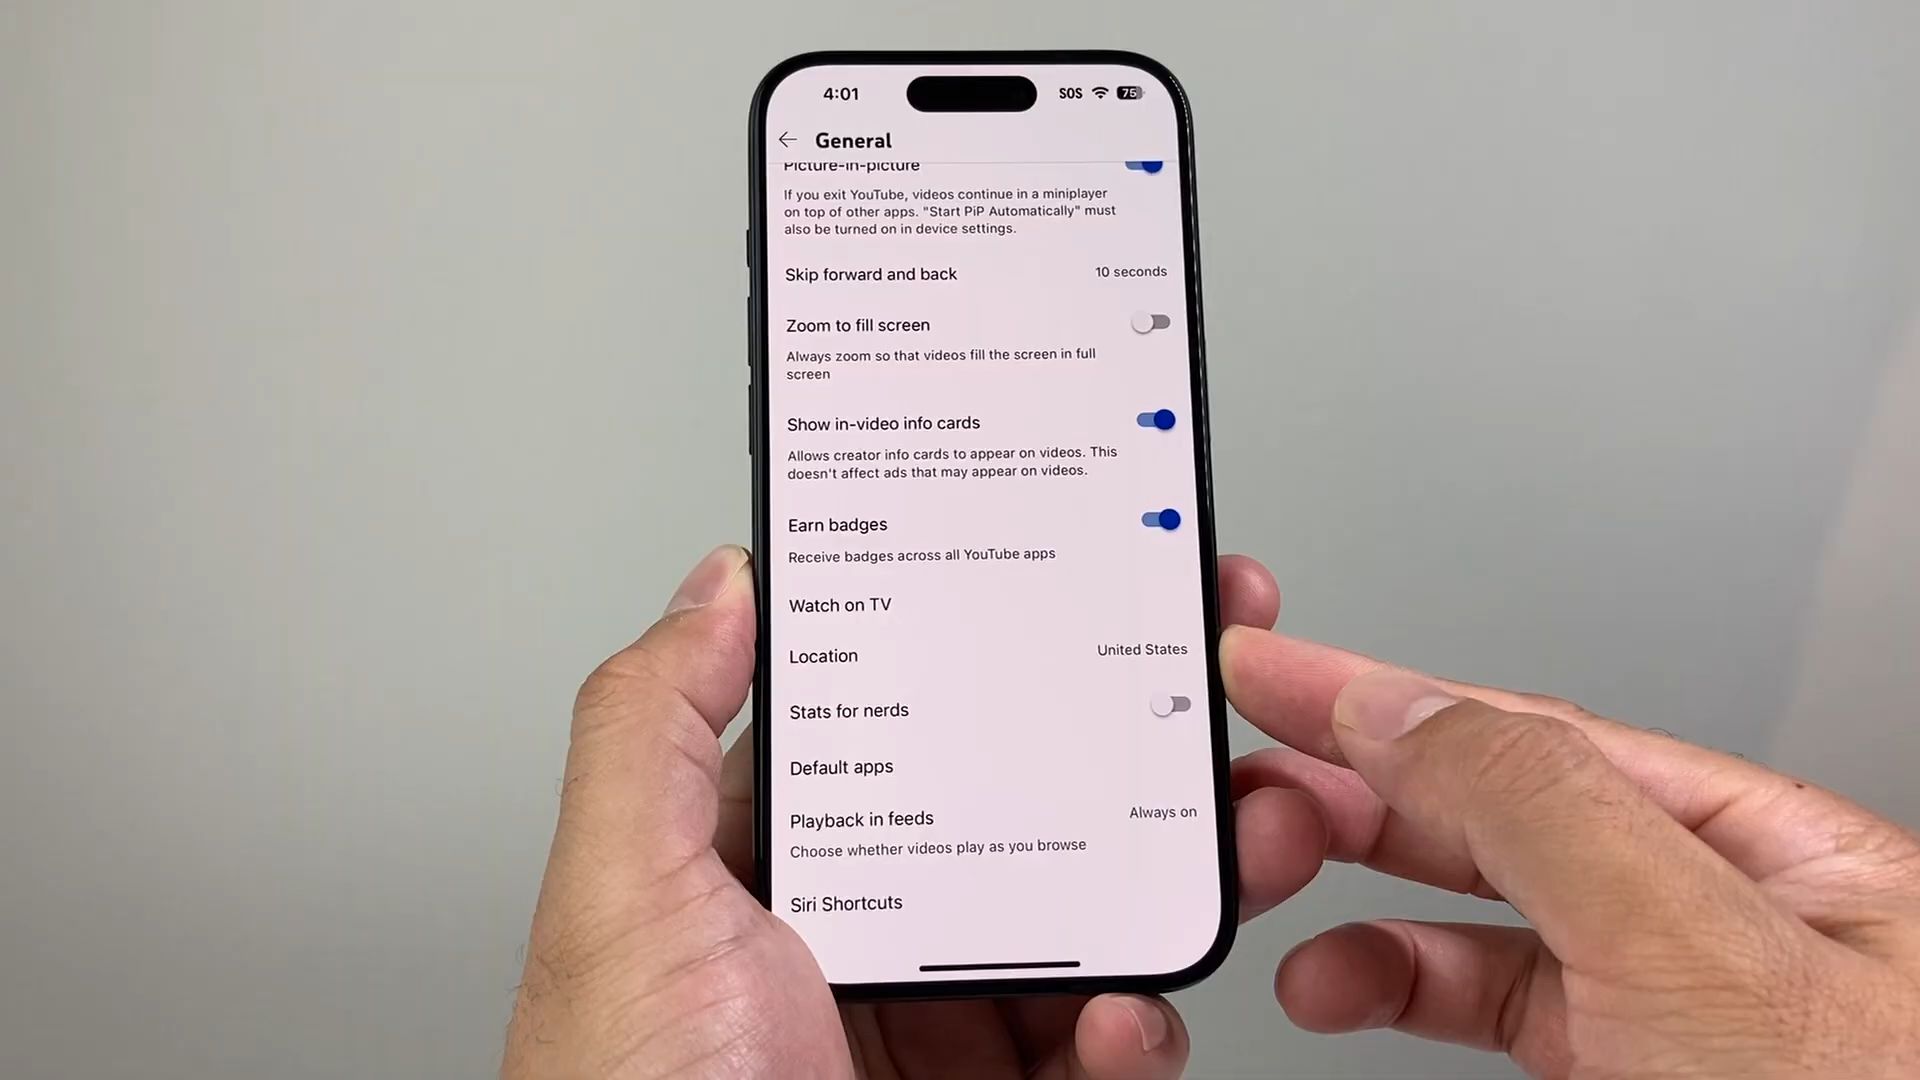 4:01
SOS
75
General
Picture-in-picture
If you exit YouTube, videos continue in a miniplayer
on top of other apps. "Start PiP Automatically" must
also be turned on in device settings.
Skip forward and back
10 seconds
Zoom to fill screen
Always zoom so that videos fill the screen in full
screen
Show in-video info cards
Allows creator info cards to appear on videos. This
doesn't affect ads that may appear on videos.
Earn badges
Receive badges across all YouTube apps
Watch on TV
Location
United States
Stats for nerds
Default apps
Playback in feeds
Always on
Choose whether videos play as you browse
Siri Shortcuts